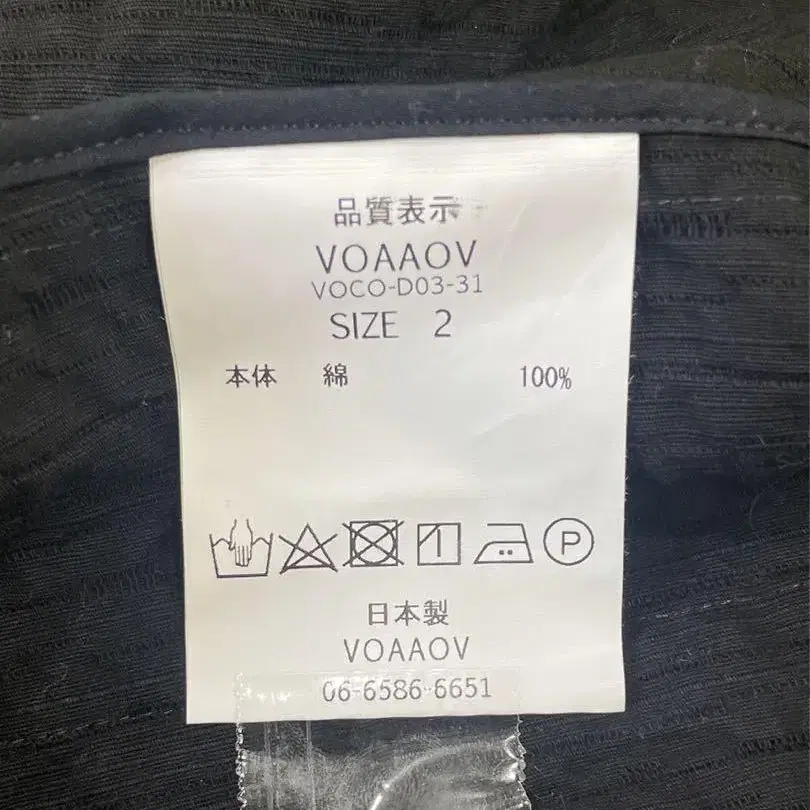 品質表示
VOAAOV
VOCO-D03-31
SIZE 2
本体 綿 100%
P
日本製
VOAAOV
06-6586-6651